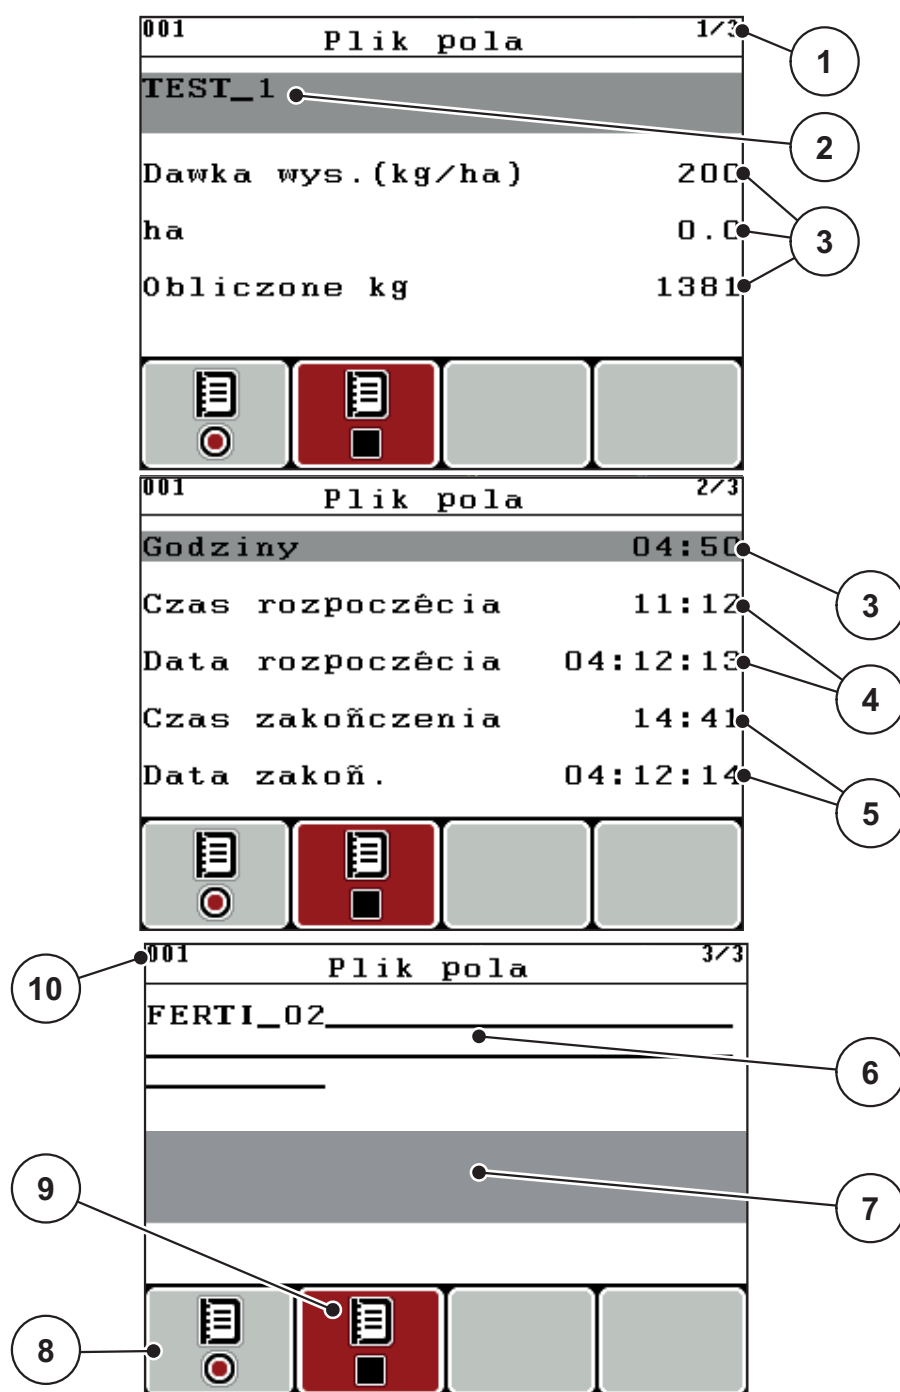 001 Plik pola 1/3
1
TEST_1
2
Dawka wys.(kg/ha) 200
ha 0.0
3
Obliczone kg 1381
001 Plik pola 2/3
Godziny 04:50
3
Czas rozpoczêcia 11:12
Data rozpoczêcia 04:12:13
4
Czas zakoñczenia 14:41
Data zakoñ. 04:12:14
5
001 Plik pola 3/3
10
FERTI_02
6
9
7
8